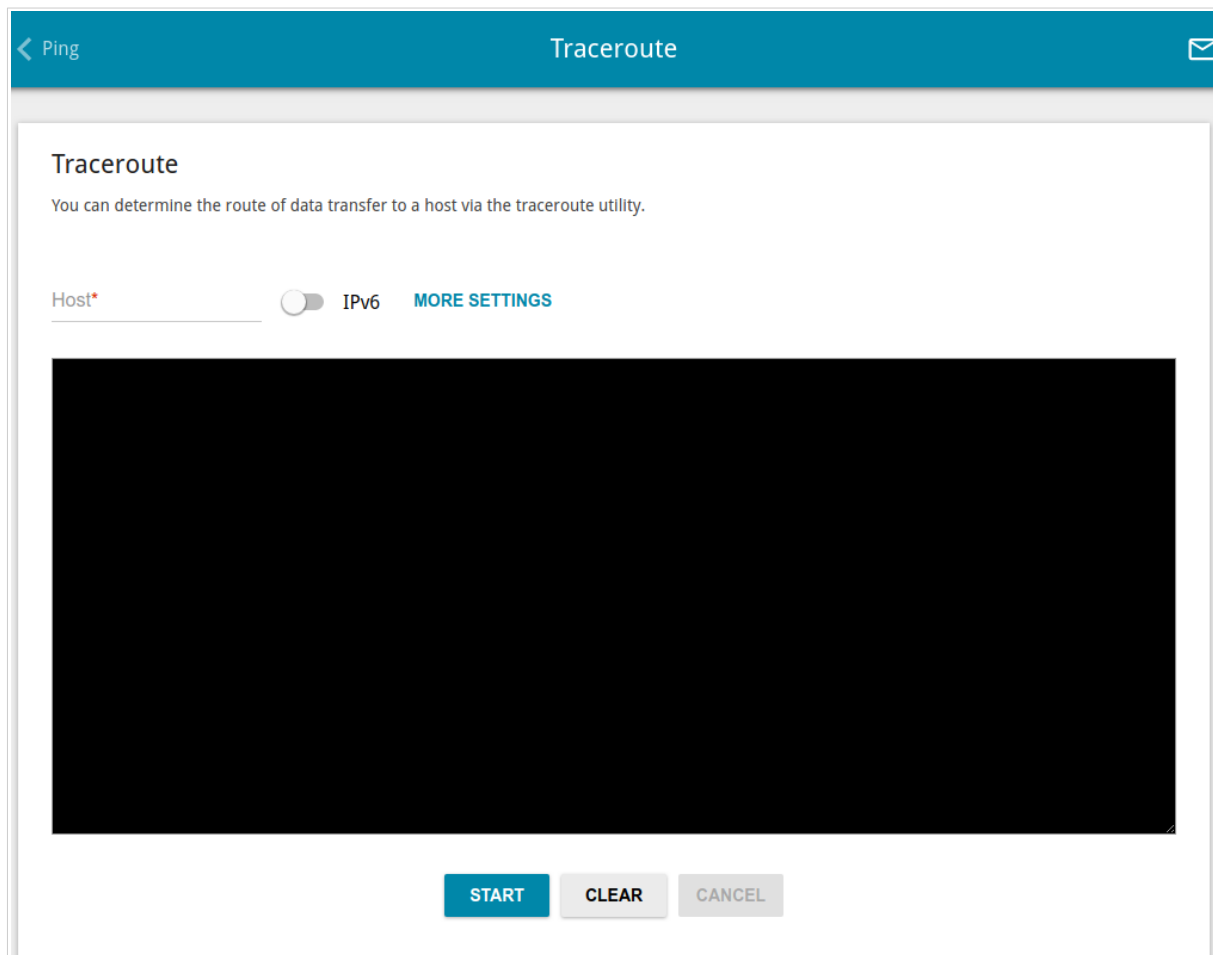 Ping
Traceroute
Traceroute
You can determine the route of data transfer to a host via the traceroute utility.
Host* IPv6 MORE SETTINGS
START CLEAR CANCEL